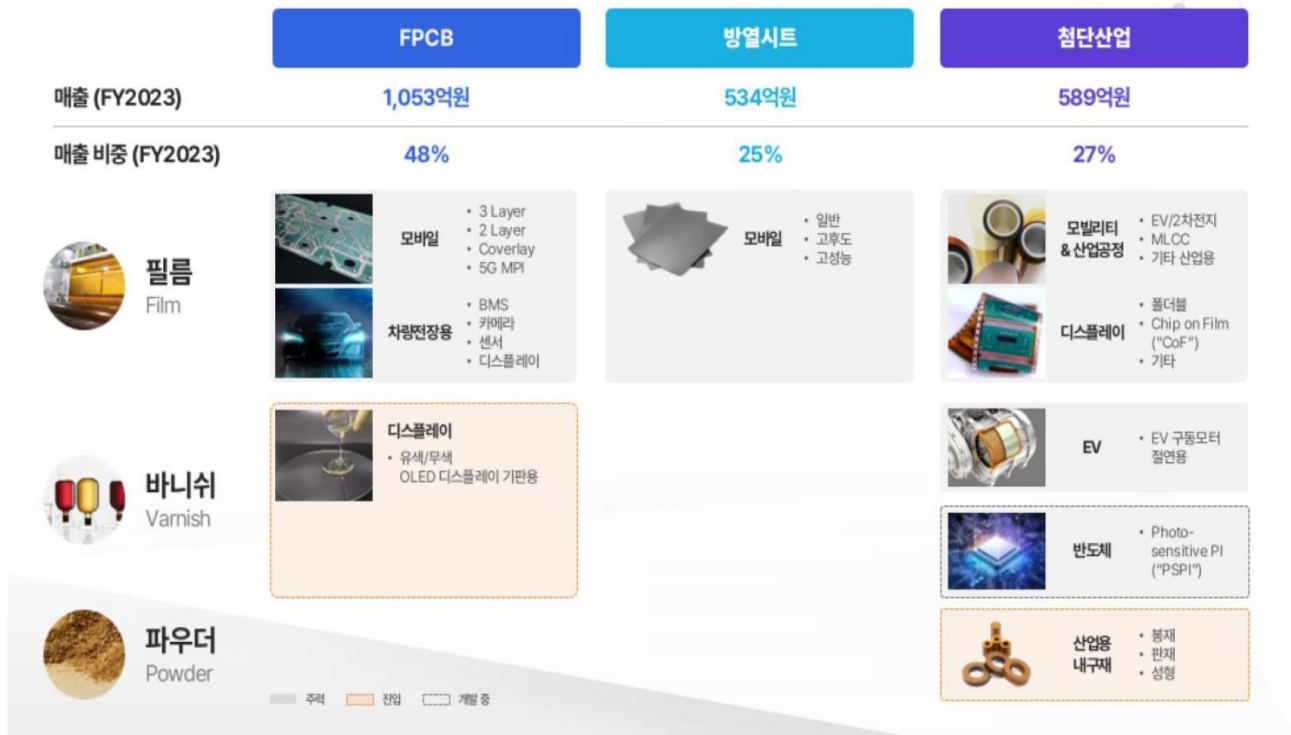 FPCB
방열시트
첨단산업
매출 (FY2023)
1,053억원
534억원
589억원
매출 비중 (FY2023)
48%
25%
27%
필름
Film
모바일
• 3 Layer
• 2 Layer
• Coverlay
• 5G MPI
차량전장용
• BMS
• 카메라
• 센서
• 디스플레이
모바일
• 일반
• 고후도
• 고성능
모빌리티
& 산업공정
• EV/2차전지
• MLCC
• 기타 산업용
디스플레이
• 폴더블
• Chip on Film
("CoF")
• 기타
바니쉬
Varnish
디스플레이
• 유색/무색
OLED 디스플레이 기판용
EV
• EV 구동모터
절연용
반도체
• Photo-
sensitive PI
("PSPI")
파우더
Powder
산업용
내구재
• 봉재
• 판재
• 성형
주력
진입
개발 중